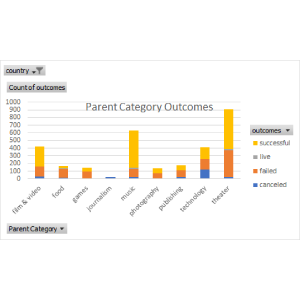 country
Count of outcomes
Parent Category Outcomes
1000
900
800
700
600
500
400
300
200
100
0
film & video
food
games
journalism
music
photography
publishing
technology
theater
outcomes
successful
live
failed
canceled
Parent Category